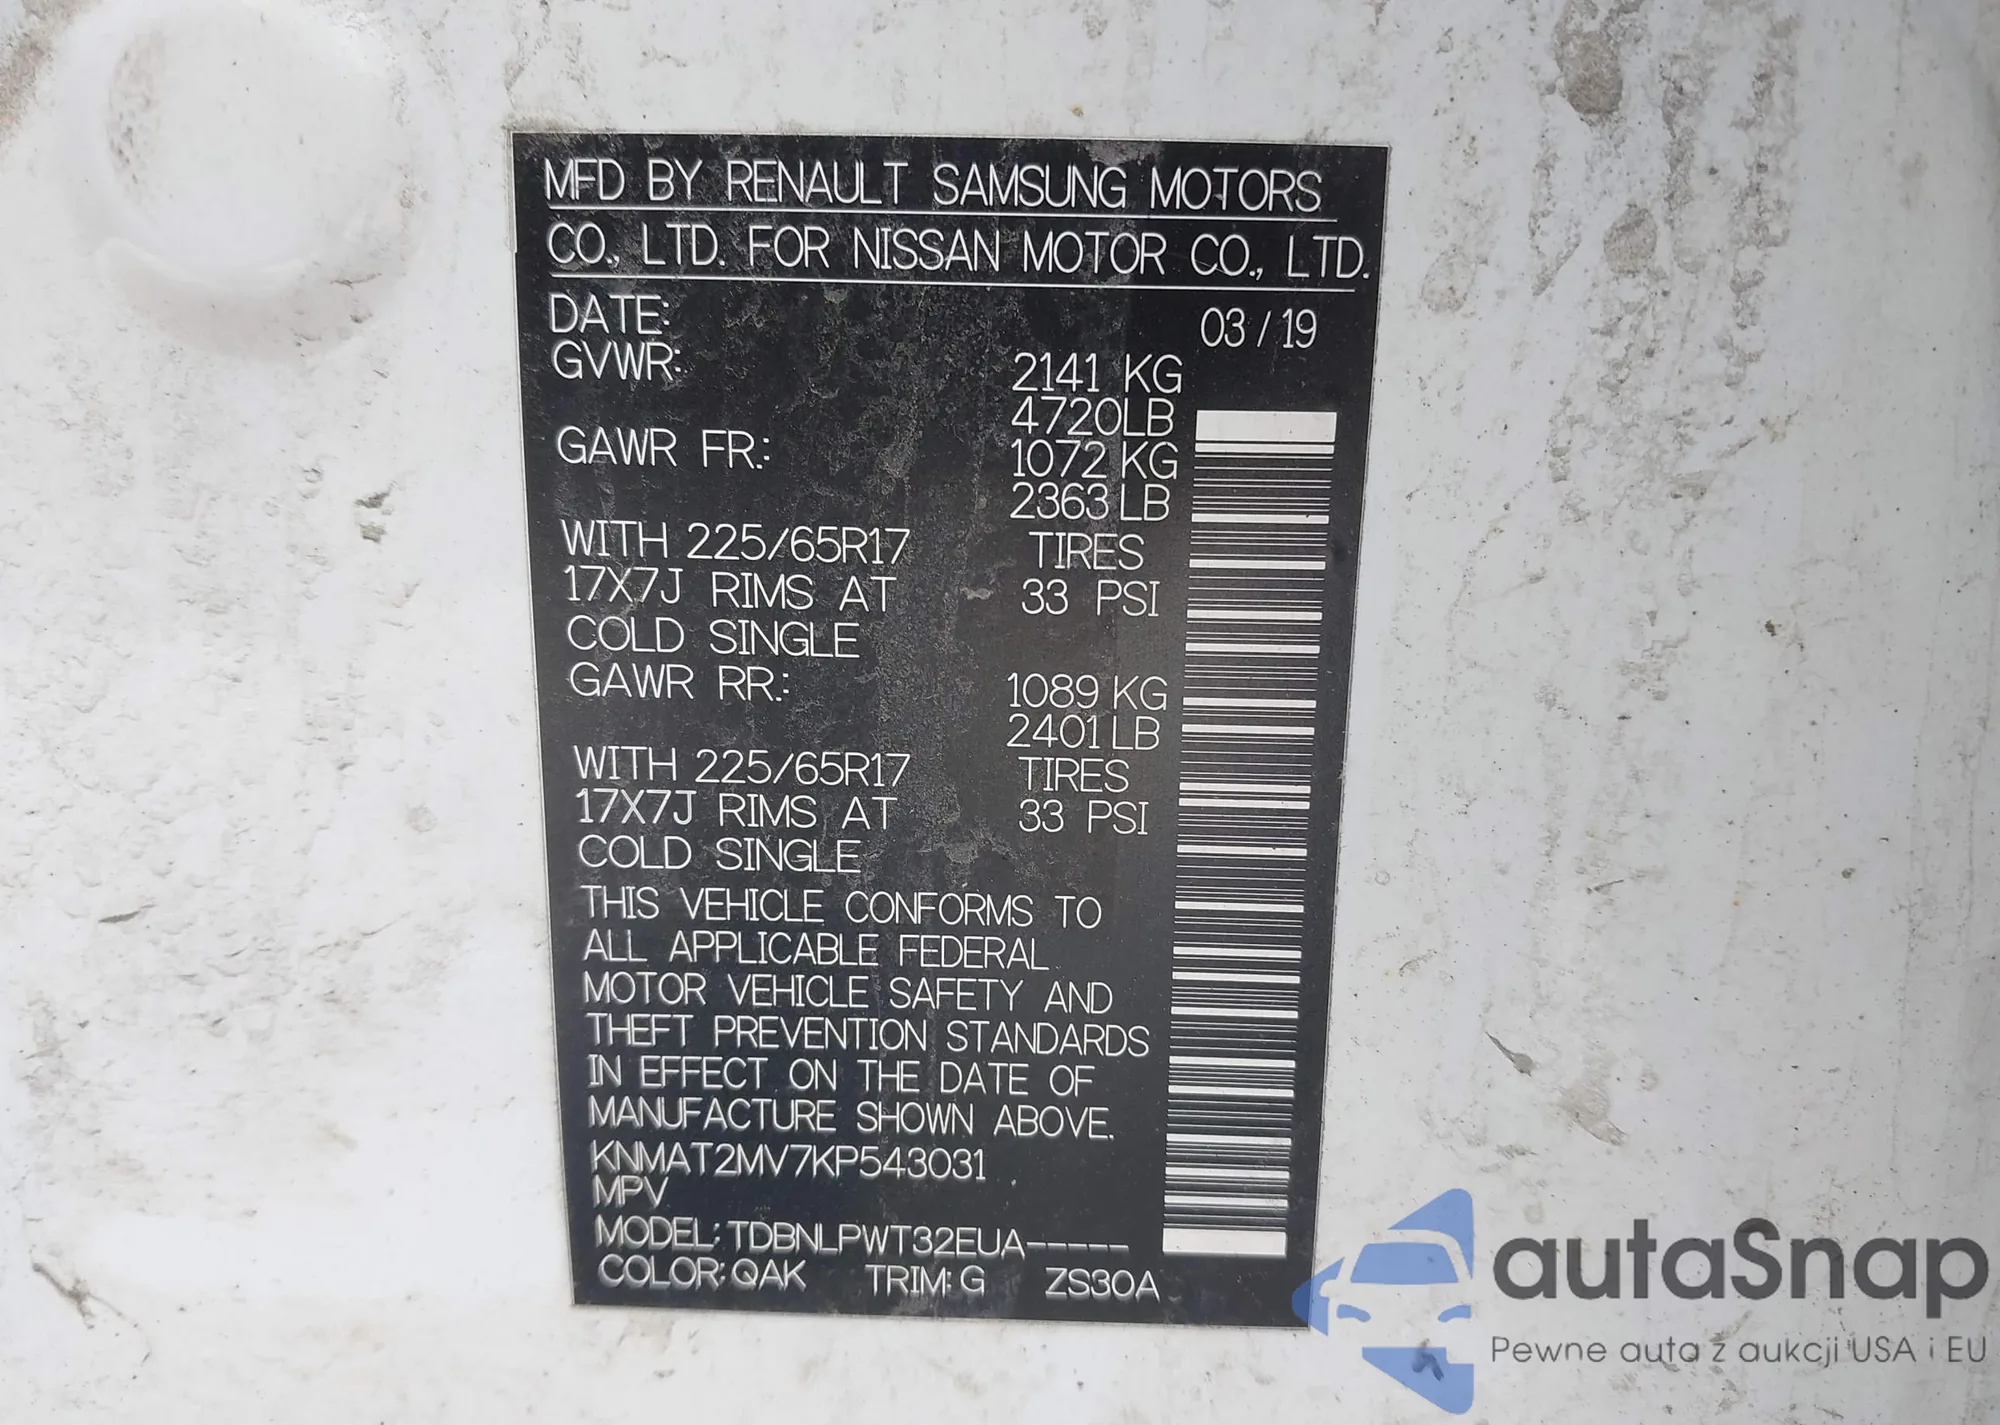 MFD BY RENAULT SAMSUNG MOTORS
CO., LTD. FOR NISSAN MOTOR CO., LTD.
DATE: 03 / 19
GVWR: 2141 KG
4720LB
GAWR FR.: 1072 KG
2363 LB
WITH 225/65R17 TIRES
17X7J RIMS AT 33 PSI
COLD SINGLE
GAWR RR.: 1089 KG
2401 LB
WITH 225/65R17 TIRES
17X7J RIMS AT 33 PSI
COLD SINGLE
THIS VEHICLE CONFORMS TO
ALL APPLICABLE FEDERAL
MOTOR VEHICLE SAFETY AND
THEFT PREVENTION STANDARDS
IN EFFECT ON THE DATE OF
MANUFACTURE SHOWN ABOVE.
KNMAT2MV7KP543031
MPV
MODEL: TDBNLPWT32EUA-----
COLOR: QAK TRIM: G ZS30A
autaSnap
Pewne auta z aukcji USA i EU